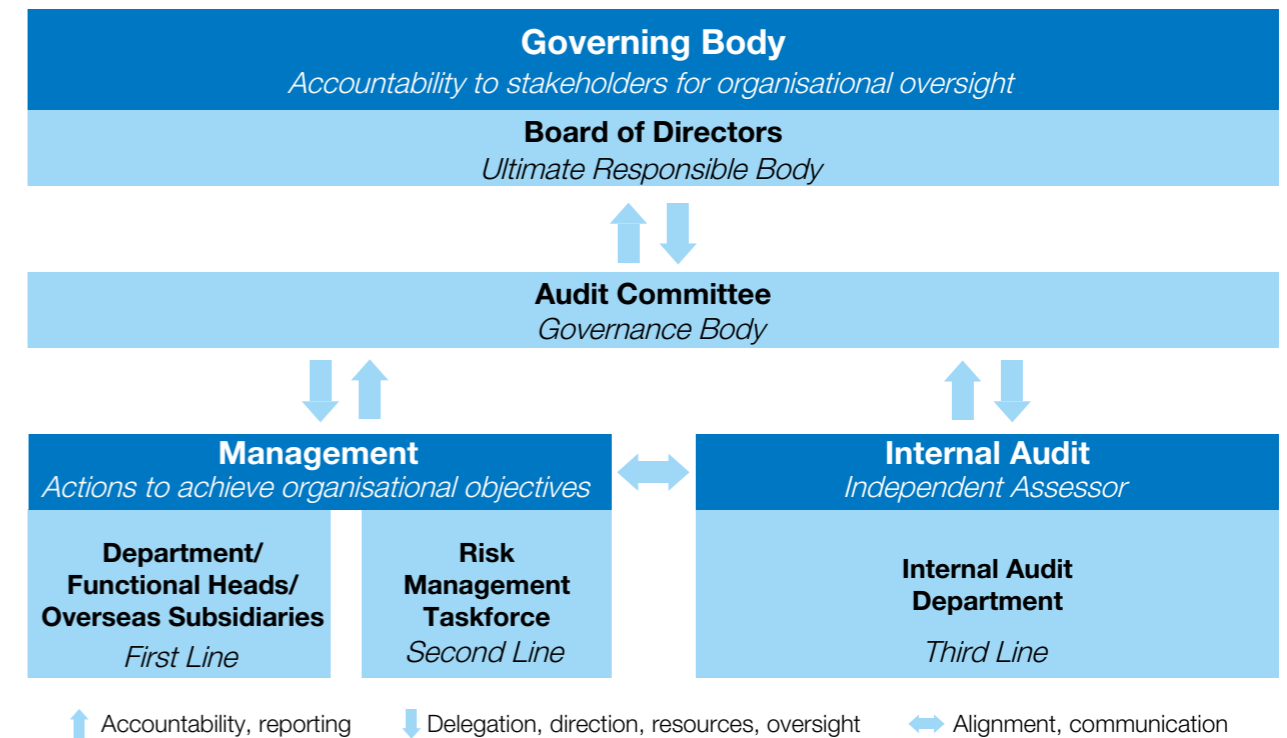 Governing Body
Accountability to stakeholders for organisational oversight
Board of Directors
Ultimate Responsible Body
Audit Committee
Governance Body
Management
Actions to achieve organisational objectives
Department/
Functional Heads/
Overseas Subsidiaries
First Line
Risk
Management
Taskforce
Second Line
Internal Audit
Independent Assessor
Internal Audit
Department
Third Line
Accountability, reporting
Delegation, direction, resources, oversight
Alignment, communication